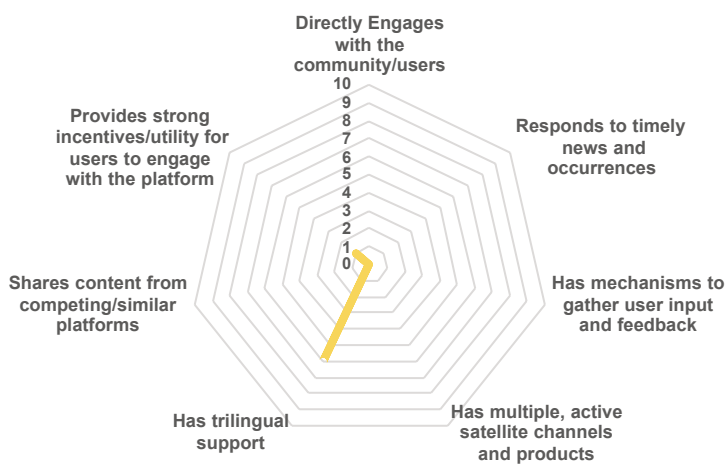 Directly Engages
with the
community/users
10
9
8
7
6
5
4
3
2
1
0
Responds to timely
news and
occurrences
Has mechanisms to
gather user input
and feedback
Has multiple, active
satellite channels
and products
Has trilingual
support
Shares content from
competing/similar
platforms
Provides strong
incentives/utility for
users to engage
with the platform